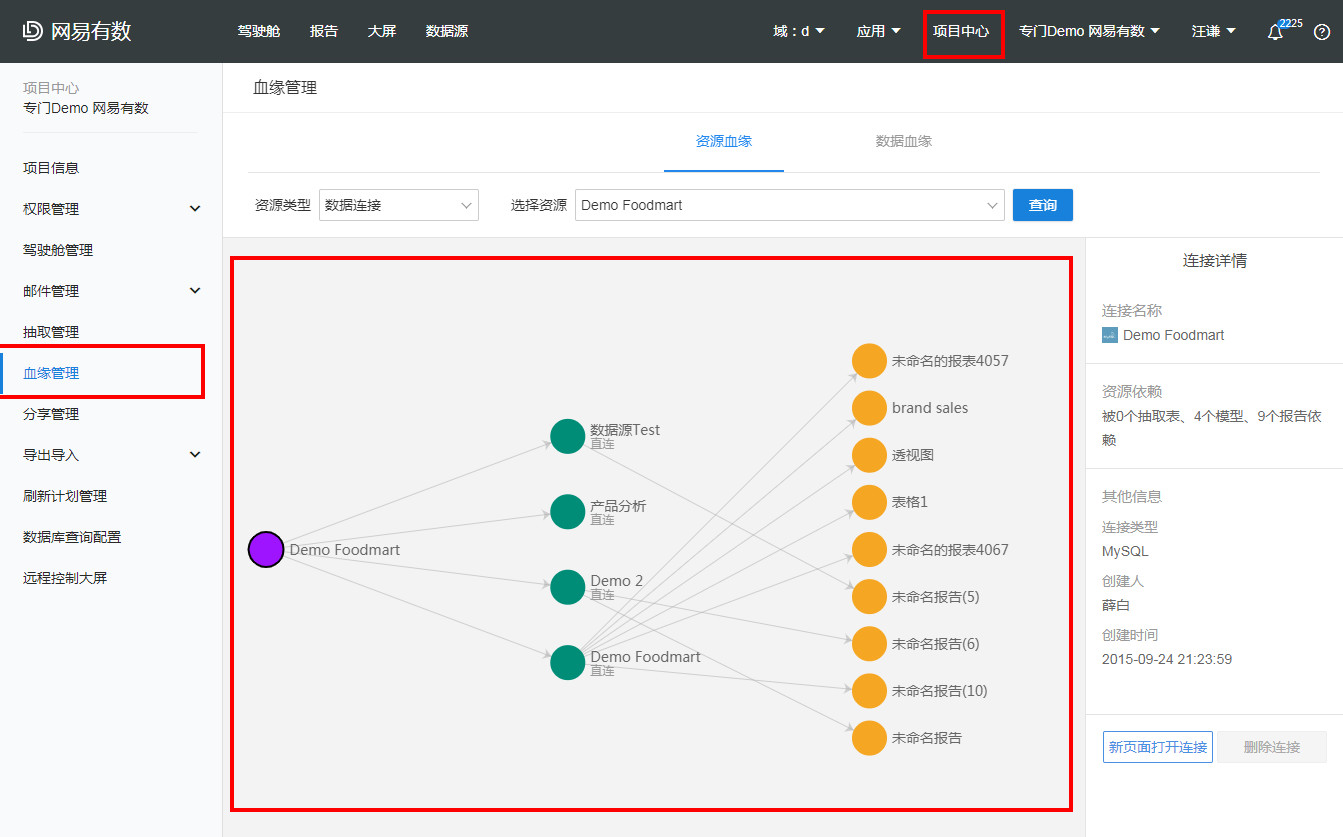 网易有数
驾驶舱 报告 大屏 数据源 域：d 应用 项目中心 专门Demo 网易有数 汪谦 2225
项目中心
专门Demo 网易有数
项目信息
权限管理
驾驶舱管理
邮件管理
抽取管理
血缘管理
分享管理
导出导入
刷新计划管理
数据库查询配置
远程控制大屏
血缘管理
资源血缘 数据血缘
资源类型 数据连接 选择资源 Demo Foodmart 查询
Demo Foodmart
数据源Test
直连
产品分析
直连
Demo 2
直连
Demo Foodmart
直连
未命名的报表4057
brand sales
透视图
表格1
未命名的报表4067
未命名报告(5)
未命名报告(6)
未命名报告(10)
未命名报告
连接详情
连接名称
Demo Foodmart
资源依赖
被0个抽取表、4个模型、9个报告依
赖
其他信息
连接类型
MySQL
创建人
薛白
创建时间
2015-09-24 21:23:59
新页面打开连接 删除连接